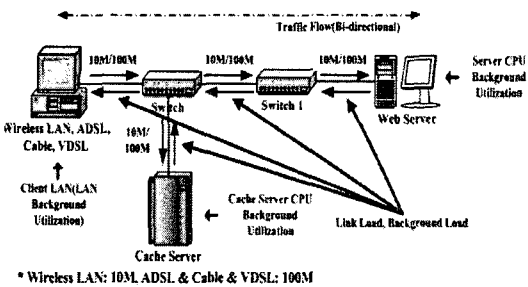 Traffic Flow(Bi-directional)
10M/100M
10M/100M
10M/100M
Server CPU
Background
Utilization
Switch
Switch 1
Web Server
Wireless LAN, ADSL,
Cable, VDSL
10M/
100M
Client LAN(LAN
Background
Utilization)
Cache Server CPU
Background
Utilization
Link Load, Background Load
Cache Server
* Wireless LAN: 10M, ADSL & Cable & VDSL: 100M